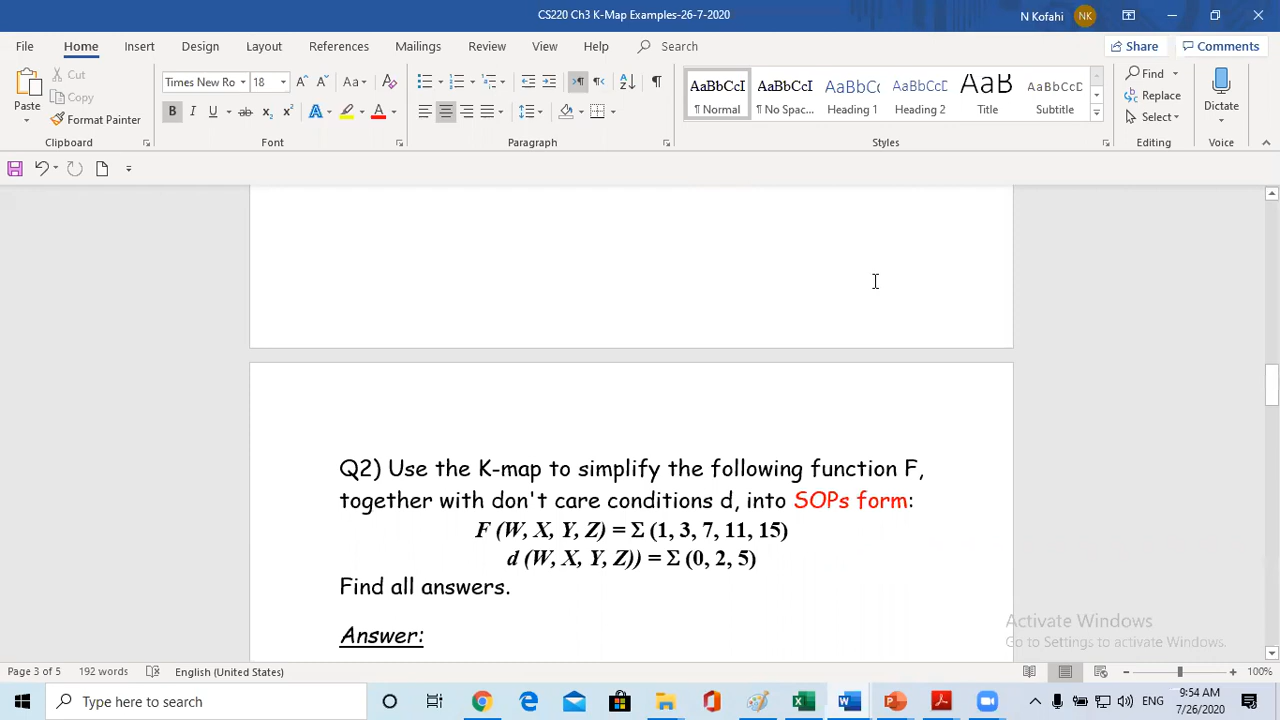 CS220 Ch3 K-Map Examples-26-7-2020
N Kofahi
NK
File Home Insert Design Layout References Mailings Review View Help Search
Share Comments
Paste
Cut
Copy
Format Painter
Times New Ro 18
Aa
B I U ab x₂ x²
A A
AaBbCcI AaBbCcI AaBbCc AaBbCcD AaB AaBbCcD
¶ Normal ¶ No Spac... Heading 1 Heading 2 Title Subtitle
Find
Replace
Select
Dictate
Clipboard Font Paragraph Styles Editing Voice
Q2) Use the K-map to simplify the following function F,
together with don't care conditions d, into SOPs form:
F (W, X, Y, Z) = Σ (1, 3, 7, 11, 15)
d (W, X, Y, Z)) = Σ (0, 2, 5)
Find all answers.
Answer:
Activate Windows
Go to Settings to activate Windows.
Page 3 of 5 192 words English (United States) 100%
Type here to search
ENG
9:54 AM
7/26/2020